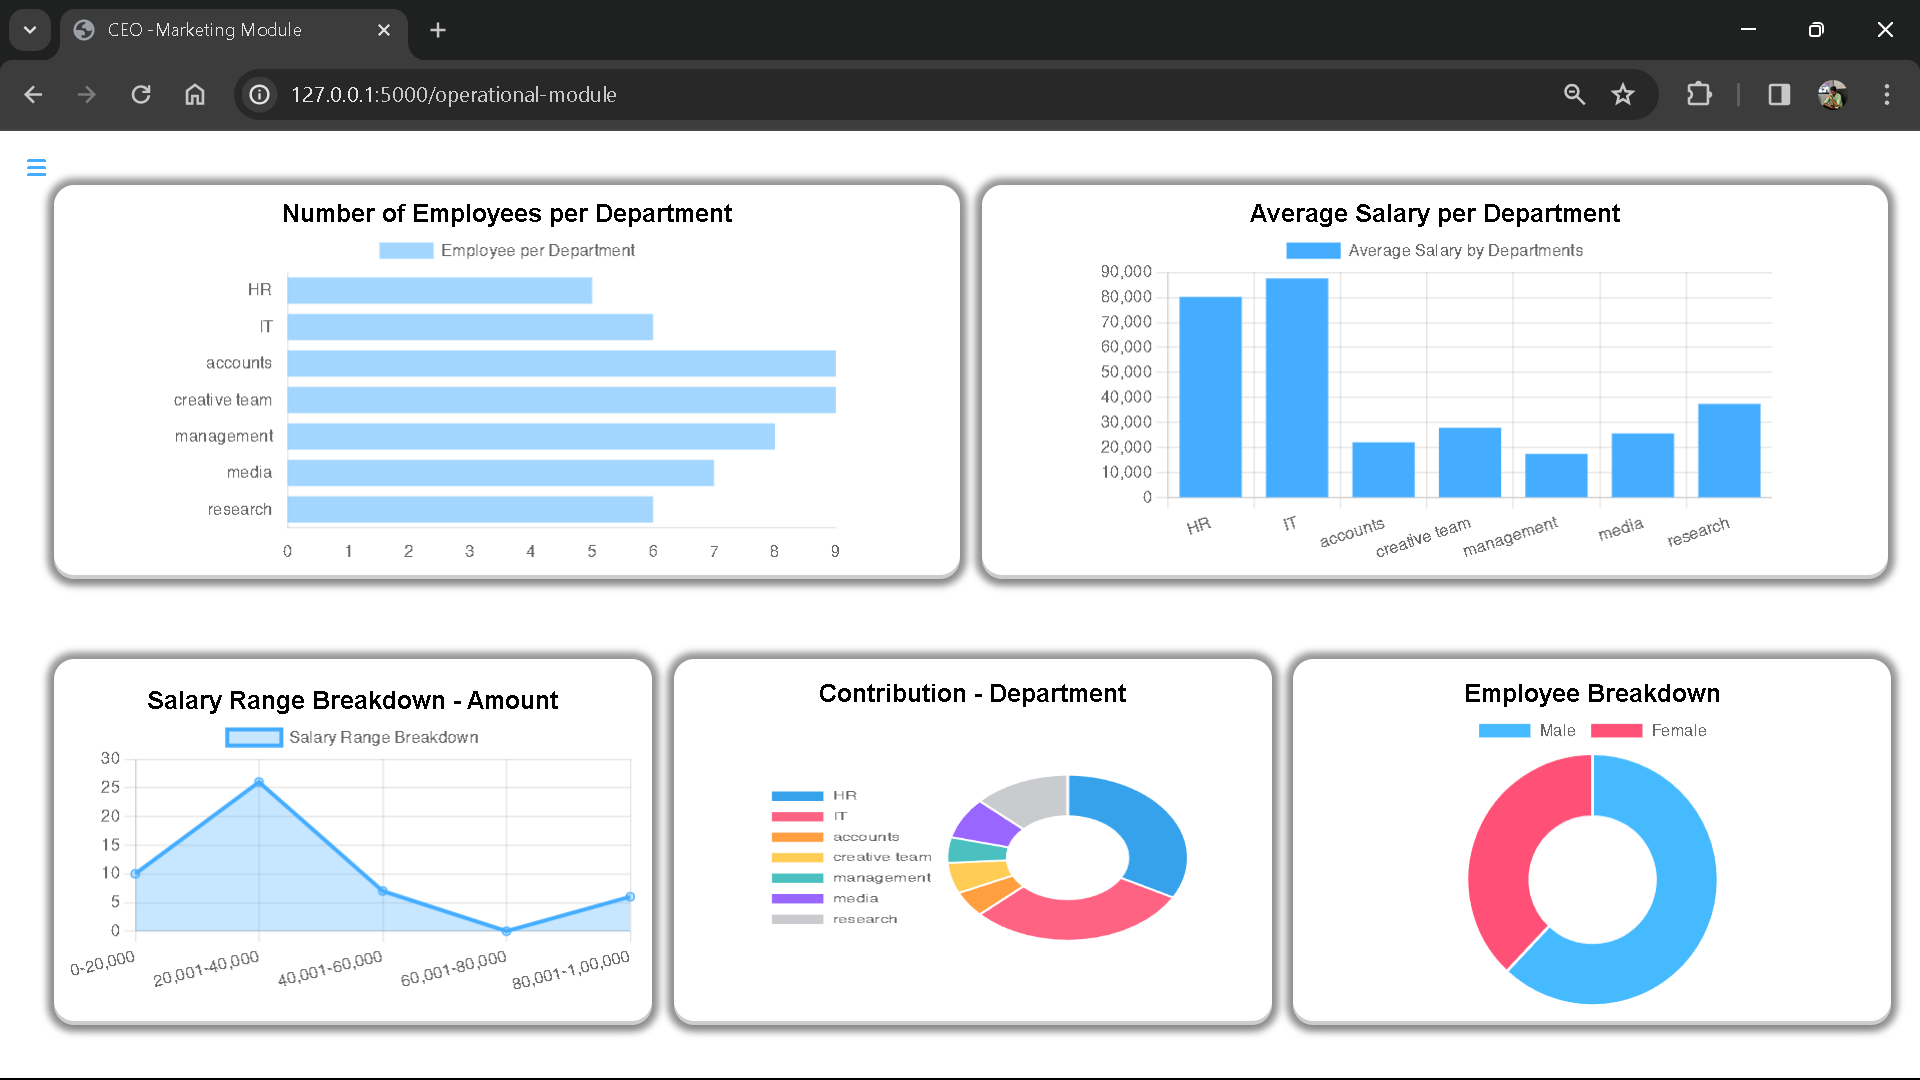 CEO -Marketing Module
127.0.0.1:5000/operational-module
Number of Employees per Department
Employee per Department
HR
IT
accounts
creative team
management
media
research
0 1 2 3 4 5 6 7 8 9
Average Salary per Department
Average Salary by Departments
90,000
80,000
70,000
60,000
50,000
40,000
30,000
20,000
10,000
0
HR IT accounts creative team management media research
Salary Range Breakdown - Amount
Salary Range Breakdown
30
25
20
15
10
5
0
0-20,000 20,001-40,000 40,001-60,000 60,001-80,000 80,001-1,00,000
Contribution - Department
HR
IT
accounts
creative team
management
media
research
Employee Breakdown
Male Female